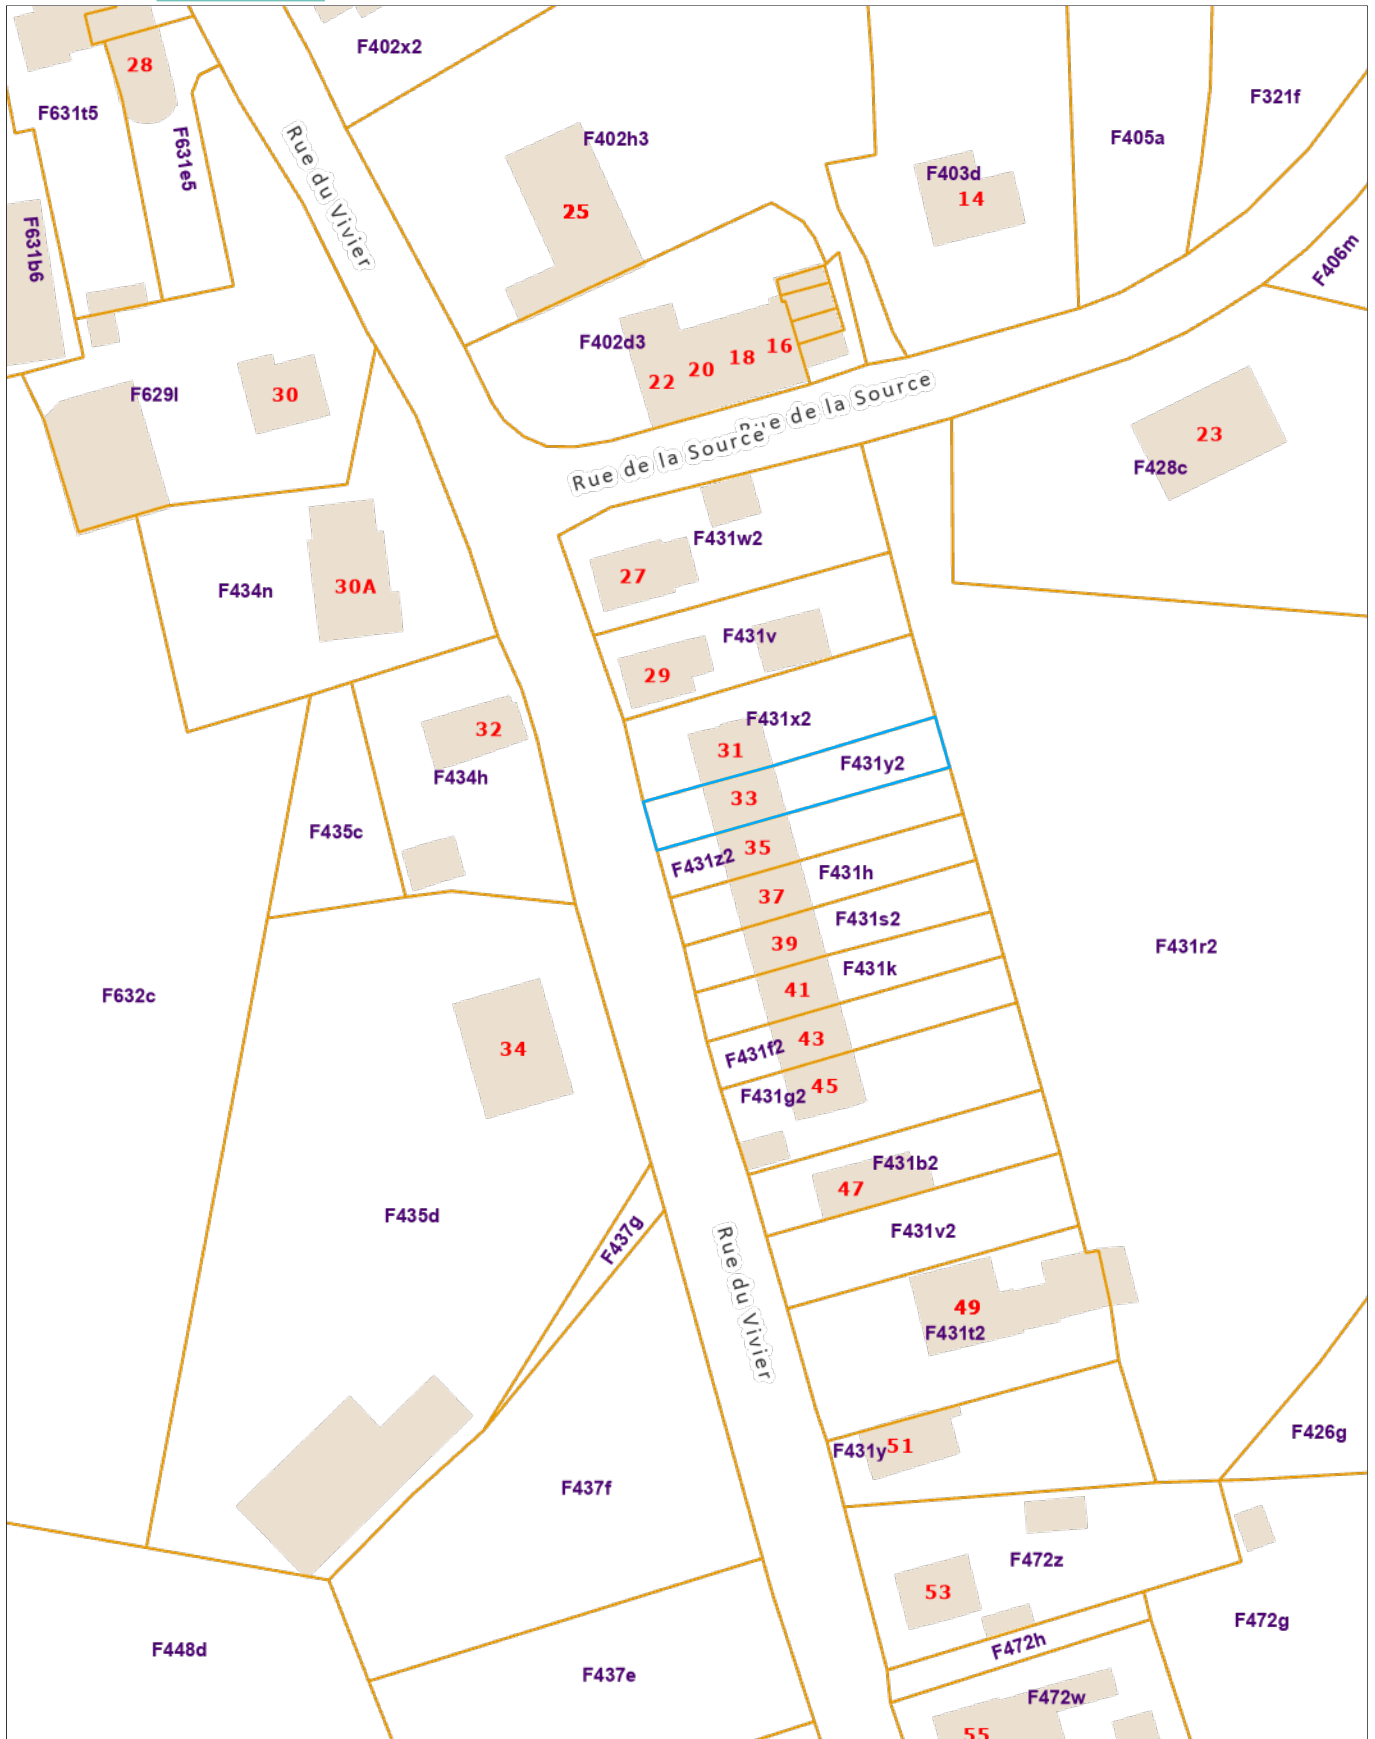 F402x2
28
F321f
F631t5
F405a
F402h3
Rue du Vivier
F631e5
F403d
14
25
F631b6
F406m
F402d3
16
18
20
22
Rue de la Source
F629l
30
23
Rue de la Source
F428c
F431w2
27
30A
F434n
F431v
29
F431x2
32
31
F434h
F431y2
33
F435c
35
F431z2
F431h
37
F431s2
39
F431r2
F431k
41
F632c
43
34
F431f2
45
F431g2
F431b2
47
F435d
F437g
F431v2
Rue du Vivier
49
F431t2
F426g
F431y
51
F437f
F472z
53
F472g
F472h
F448d
F437e
F472w
55